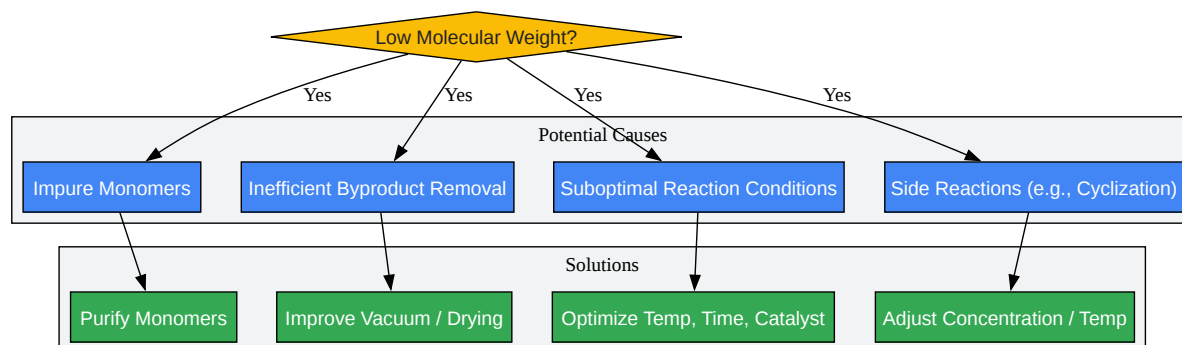 Low Molecular Weight?
Yes
Yes
Yes
Yes
Potential Causes
Impure Monomers
Inefficient Byproduct Removal
Suboptimal Reaction Conditions
Side Reactions (e.g., Cyclization)
Solutions
Purify Monomers
Improve Vacuum / Drying
Optimize Temp, Time, Catalyst
Adjust Concentration / Temp